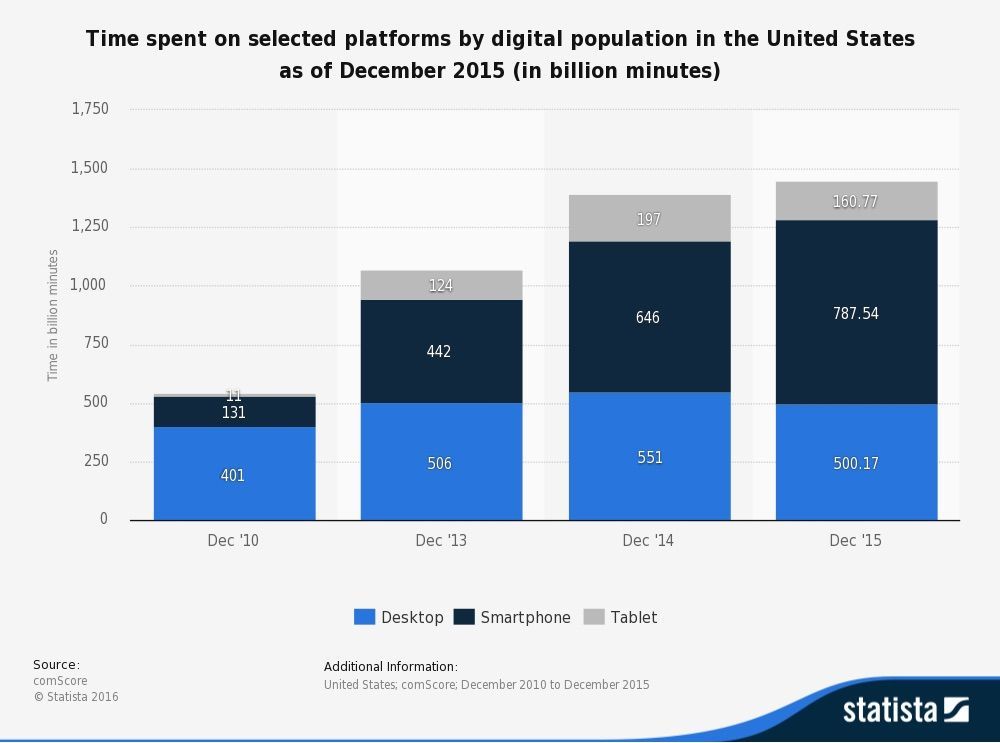 Time spent on selected platforms by digital population in the United States
as of December 2015 (in billion minutes)
Time in billion minutes
1,750
1,500
1,250
1,000
750
500
250
0
11
131
401
124
442
506
197
646
551
160.77
787.54
500.17
Dec '10
Dec '13
Dec '14
Dec '15
Desktop
Smartphone
Tablet
Source:
comScore
© Statista 2016
Additional Information:
United States; comScore; December 2010 to December 2015
statista